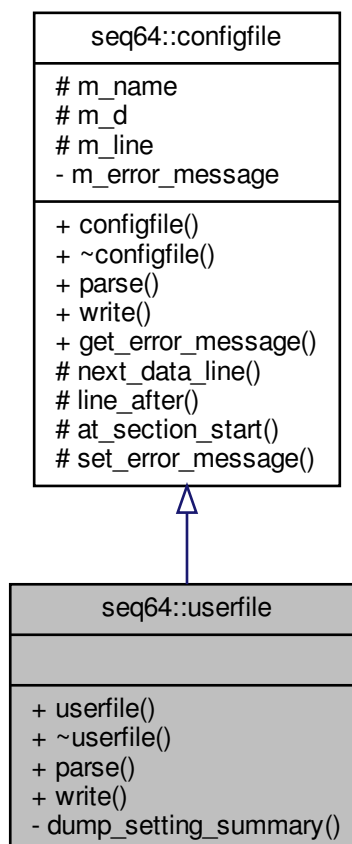 seq64::configfile
# m_name
# m_d
# m_line
- m_error_message
+ configfile()
+ ~configfile()
+ parse()
+ write()
+ get_error_message()
# next_data_line()
# line_after()
# at_section_start()
# set_error_message()
seq64::userfile
+ userfile()
+ ~userfile()
+ parse()
+ write()
- dump_setting_summary()